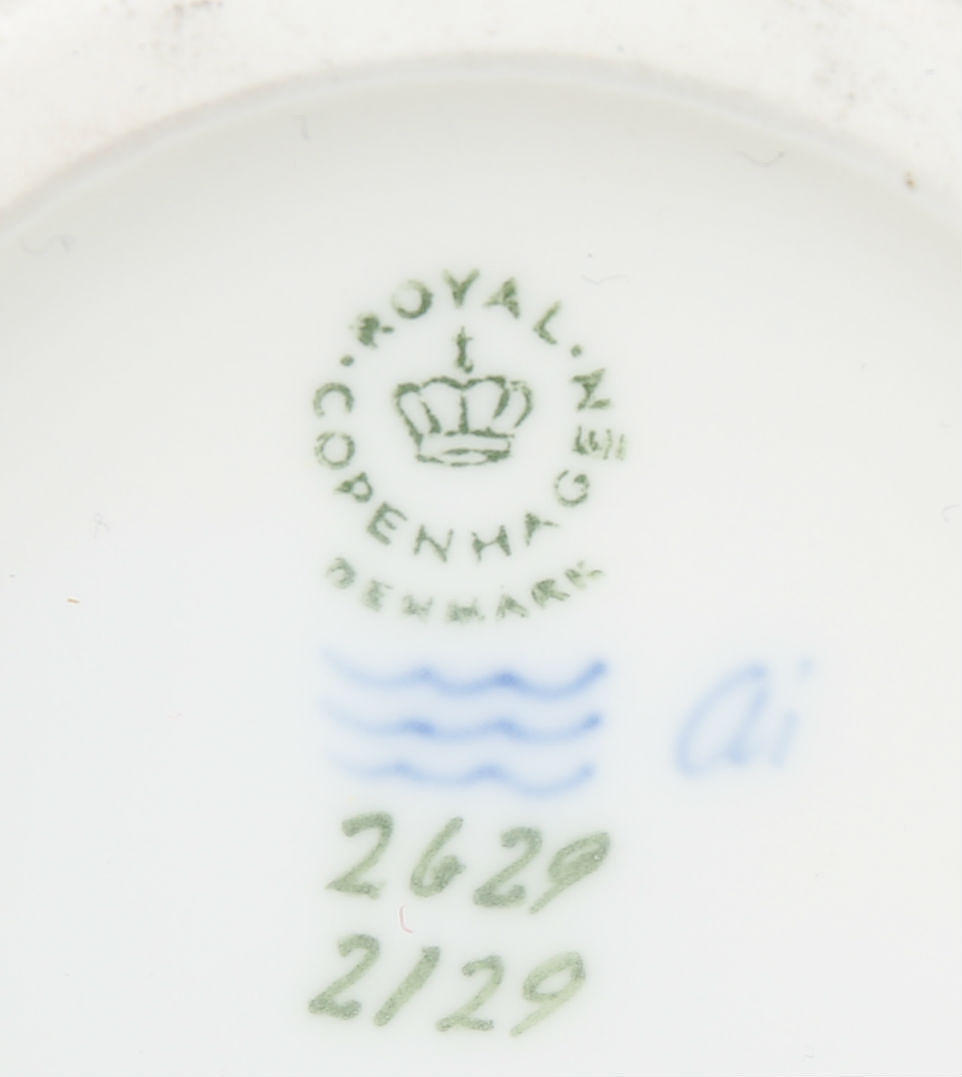 ROYAL · COPENHAGEN ·
DENMARK
ai
2629
2129